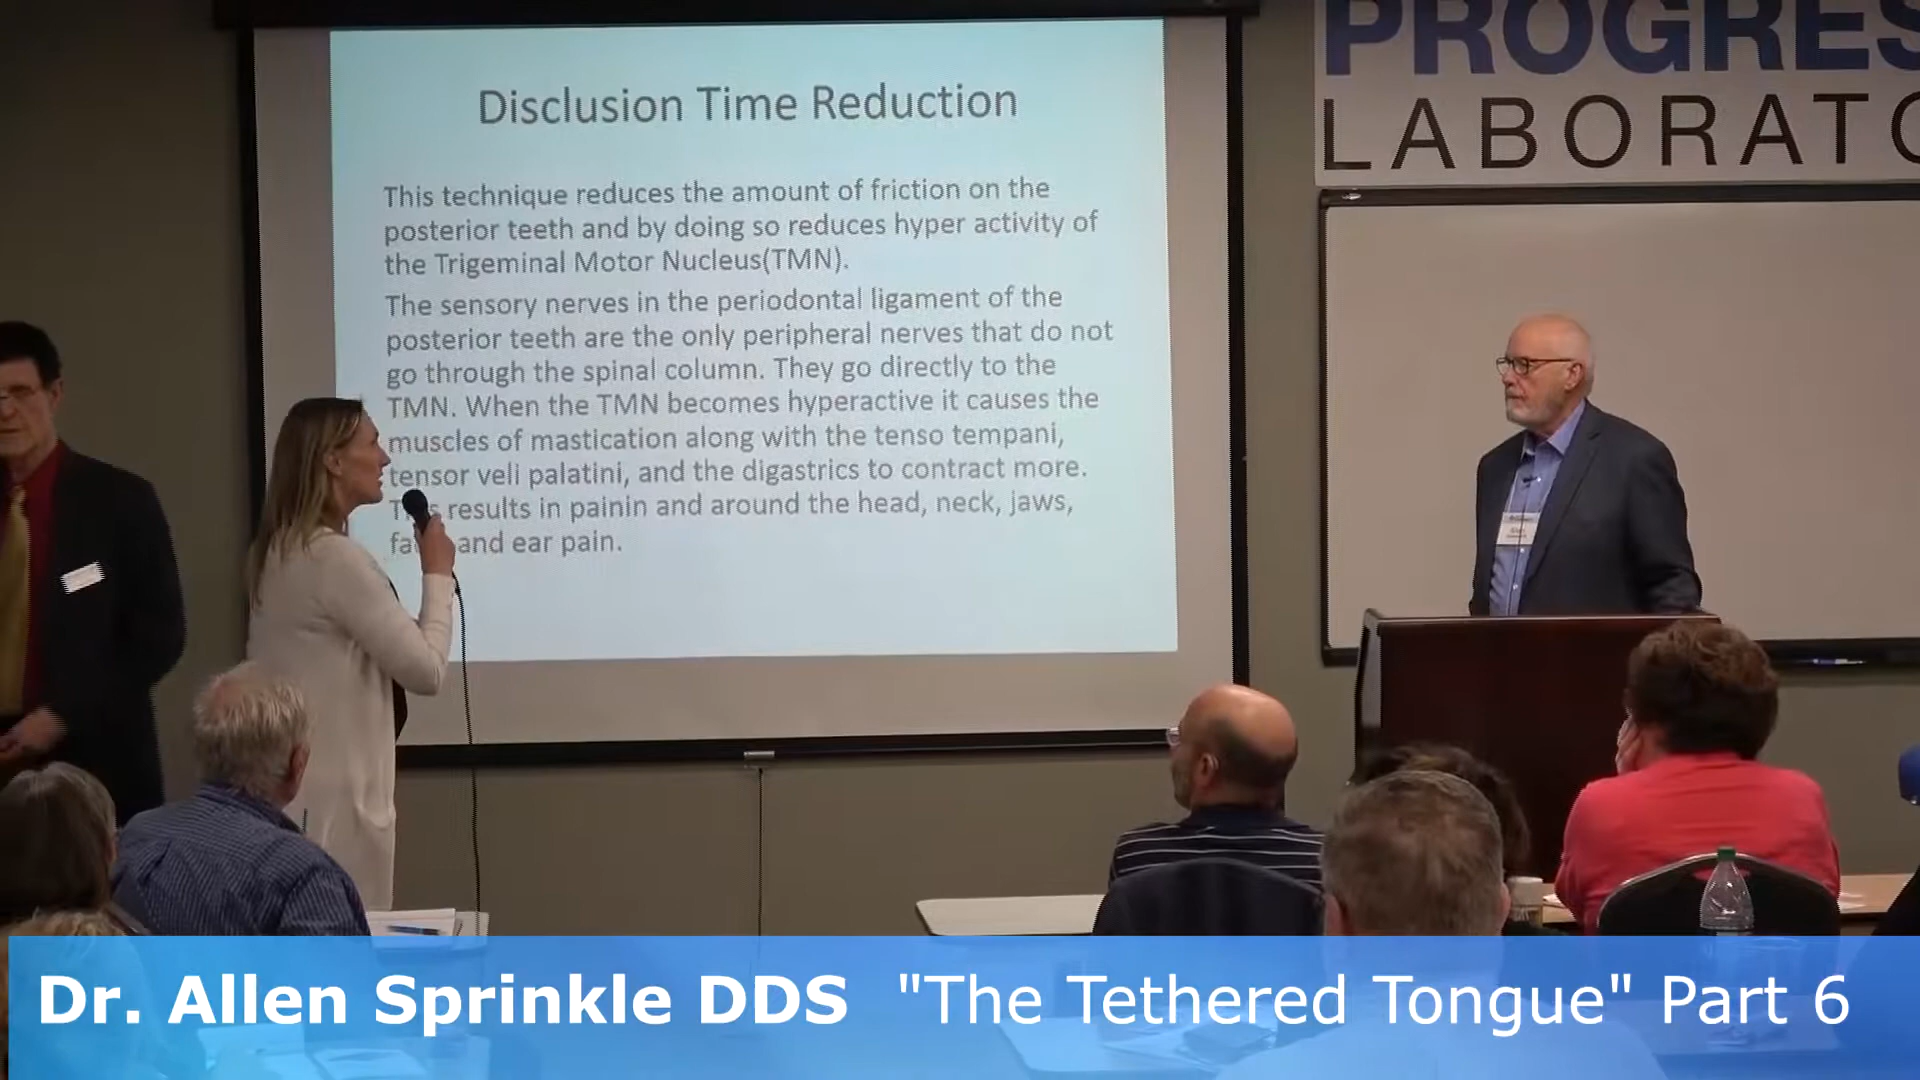 PROGRES
LABORATO
Disclusion Time Reduction
This technique reduces the amount of friction on the
posterior teeth and by doing so reduces hyper activity of
the Trigeminal Motor Nucleus(TMN).
The sensory nerves in the periodontal ligament of the
posterior teeth are the only peripheral nerves that do not
go through the spinal column. They go directly to the
TMN. When the TMN becomes hyperactive it causes the
muscles of mastication along with the tenso tempani,
tensor veli palatini, and the digastrics to contract more.
results in painin and around the head, neck, jaws,
and ear pain.
Dr. Allen Sprinkle DDS "The Tethered Tongue" Part 6